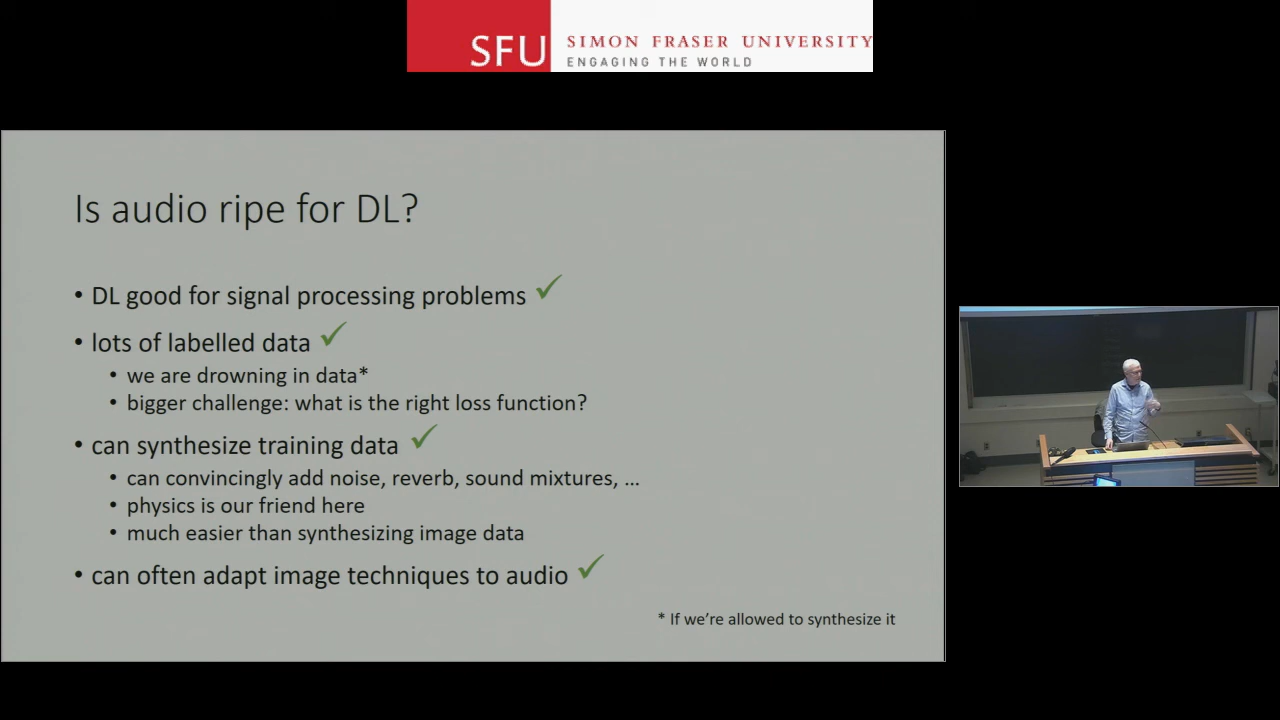 SFU SIMON FRASER UNIVERSITY
ENGAGING THE WORLD
Is audio ripe for DL?
• DL good for signal processing problems ✓
• lots of labelled data ✓
• we are drowning in data*
• bigger challenge: what is the right loss function?
• can synthesize training data ✓
• can convincingly add noise, reverb, sound mixtures, ...
• physics is our friend here
• much easier than synthesizing image data
• can often adapt image techniques to audio ✓
* If we're allowed to synthesize it